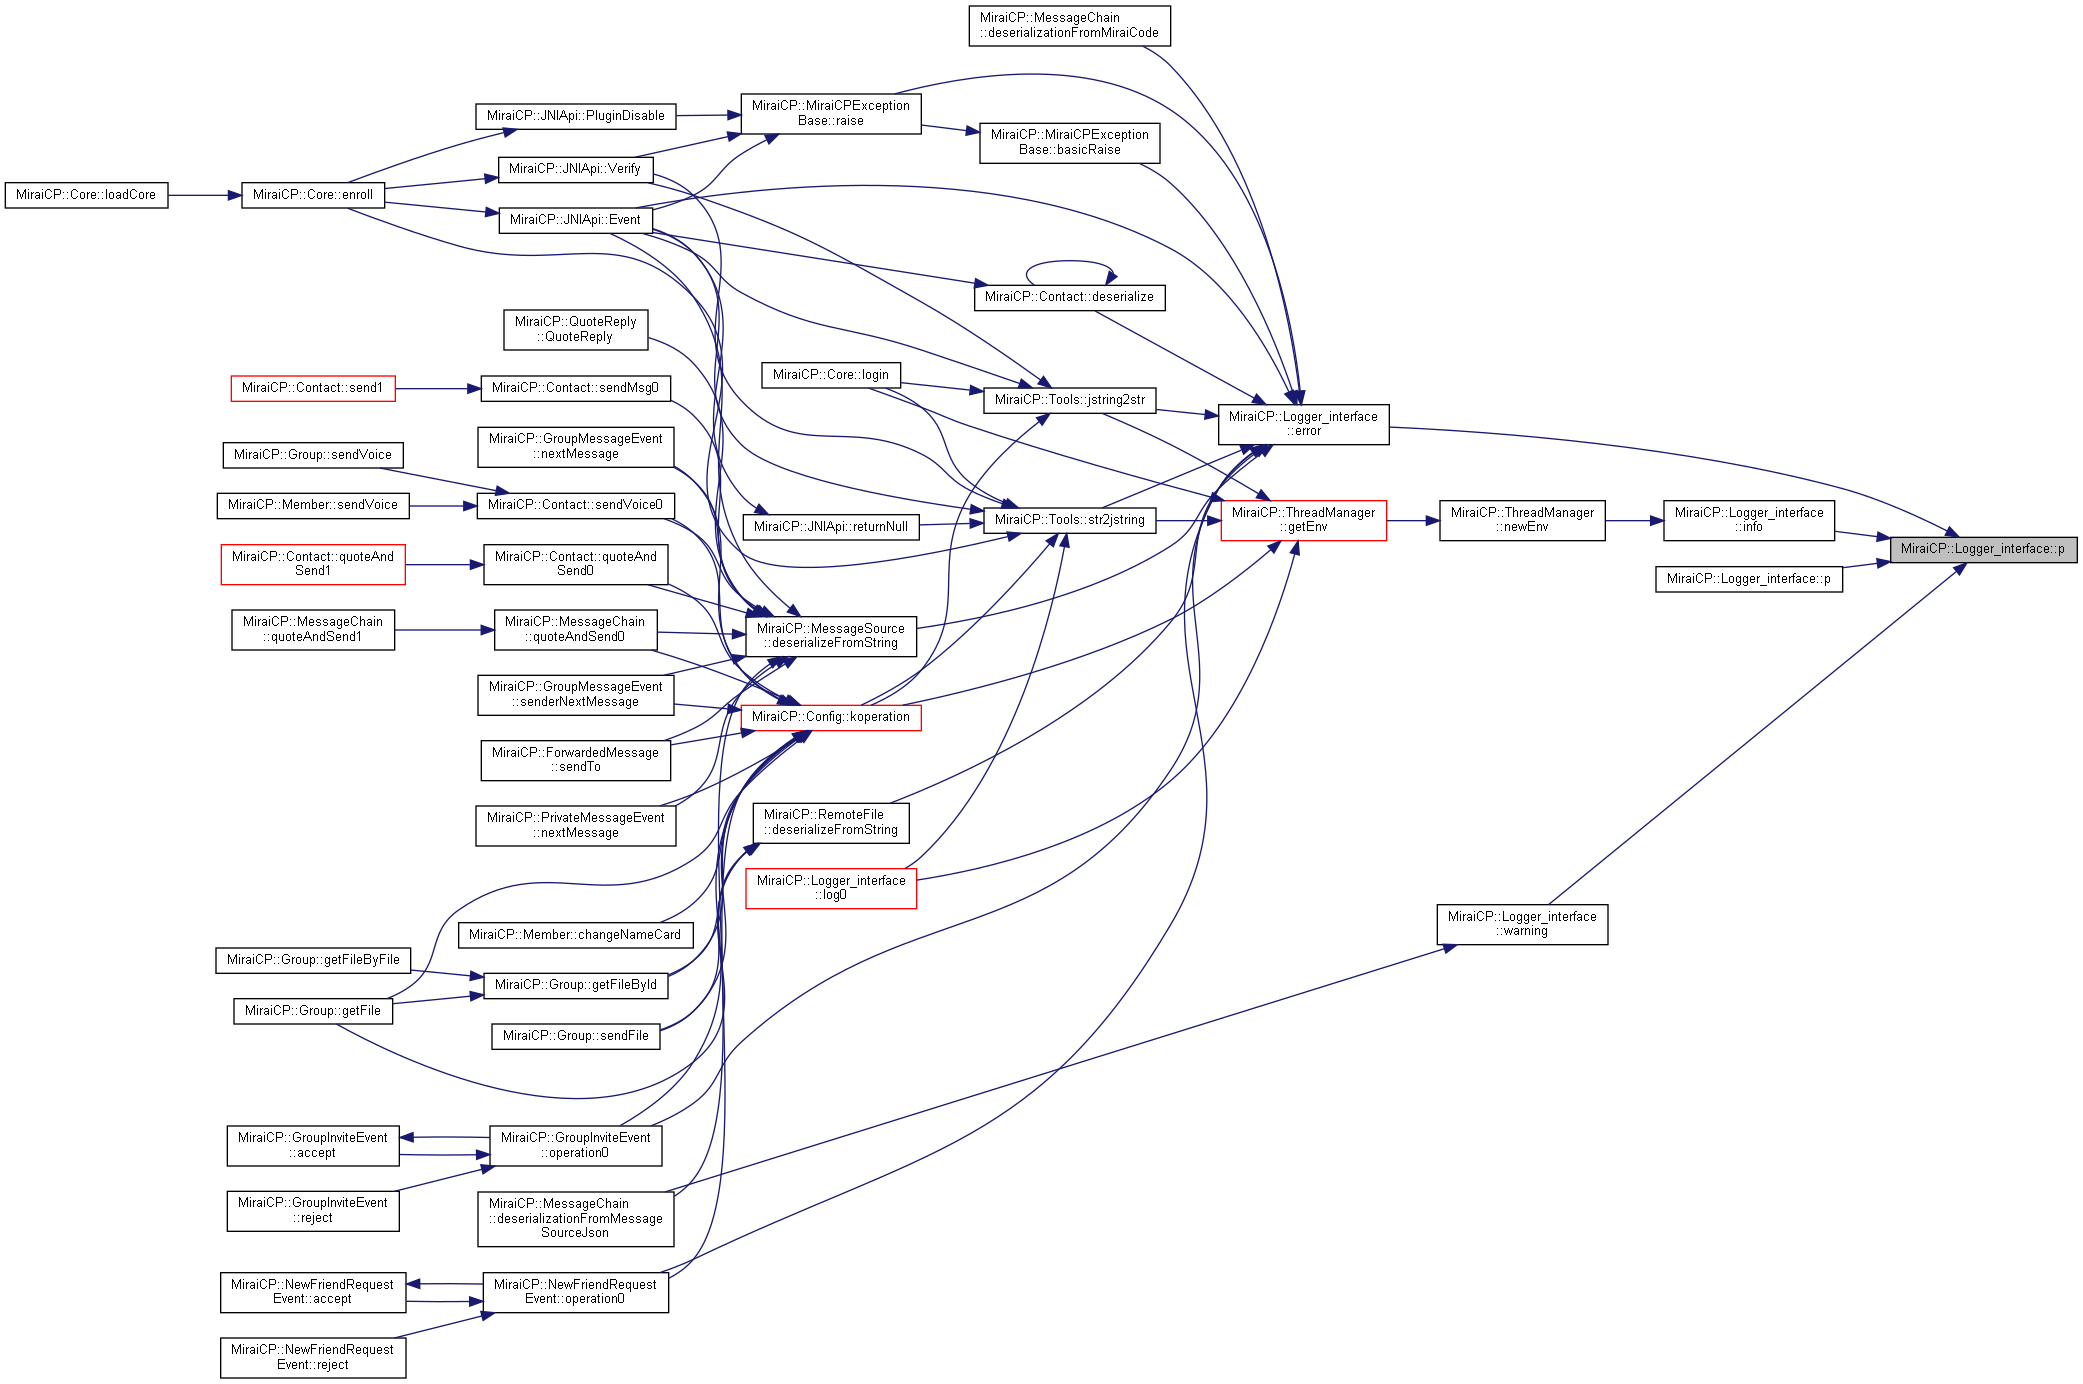 MiraiCP::MessageChain
::deserializationFromMiraiCode
MiraiCP::MiraiCPException
Base::raise
MiraiCP::JNIApi::PluginDisable
MiraiCP::MiraiCPException
Base::basicRaise
MiraiCP::JNIApi::Verify
MiraiCP::Core::loadCore
MiraiCP::Core::enroll
MiraiCP::JNIApi::Event
MiraiCP::Contact::deserialize
MiraiCP::QuoteReply
::QuoteReply
MiraiCP::Core::login
MiraiCP::Contact::send1
MiraiCP::Contact::sendMsg0
MiraiCP::Tools::jstring2str
MiraiCP::Logger_interface
::error
MiraiCP::GroupMessageEvent
::nextMessage
MiraiCP::Group::sendVoice
MiraiCP::Member::sendVoice
MiraiCP::Contact::sendVoice0
MiraiCP::JNIApi::returnNull
MiraiCP::Tools::str2jstring
MiraiCP::ThreadManager
::getEnv
MiraiCP::ThreadManager
::newEnv
MiraiCP::Logger_interface
::info
MiraiCP::Logger_interface::p
MiraiCP::Logger_interface::p
MiraiCP::Contact::quoteAnd
Send1
MiraiCP::Contact::quoteAnd
Send0
MiraiCP::MessageChain
::quoteAndSend1
MiraiCP::MessageChain
::quoteAndSend0
MiraiCP::MessageSource
::deserializeFromString
MiraiCP::GroupMessageEvent
::senderNextMessage
MiraiCP::Config::koperation
MiraiCP::ForwardedMessage
::sendTo
MiraiCP::PrivateMessageEvent
::nextMessage
MiraiCP::RemoteFile
::deserializeFromString
MiraiCP::Logger_interface
::log0
MiraiCP::Logger_interface
::warning
MiraiCP::Member::changeNameCard
MiraiCP::Group::getFileByFile
MiraiCP::Group::getFileById
MiraiCP::Group::getFile
MiraiCP::Group::sendFile
MiraiCP::GroupInviteEvent
::accept
MiraiCP::GroupInviteEvent
::operation0
MiraiCP::GroupInviteEvent
::reject
MiraiCP::MessageChain
::deserializationFromMessage
SourceJson
MiraiCP::NewFriendRequest
Event::accept
MiraiCP::NewFriendRequest
Event::operation0
MiraiCP::NewFriendRequest
Event::reject